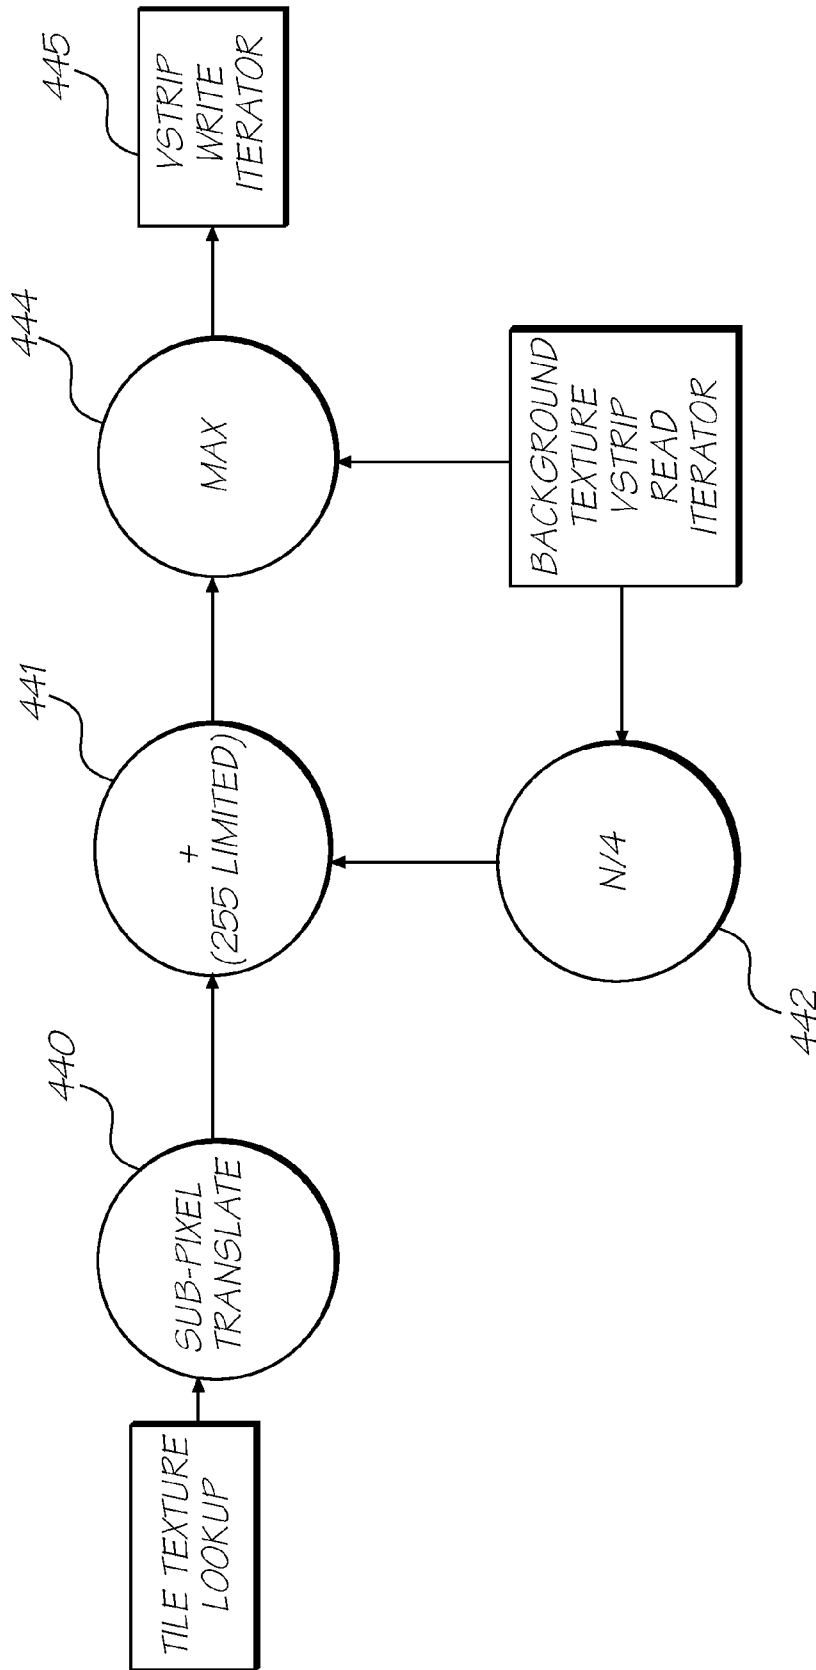 445
VSTRIP
WRITE
ITERATOR
444
MAX
BACKGROUND
TEXTURE
VSTRIP
READ
ITERATOR
441
+
(255 LIMITED)
N/4
442
440
SUB-PIXEL
TRANSLATE
TILE TEXTURE
LOOKUP